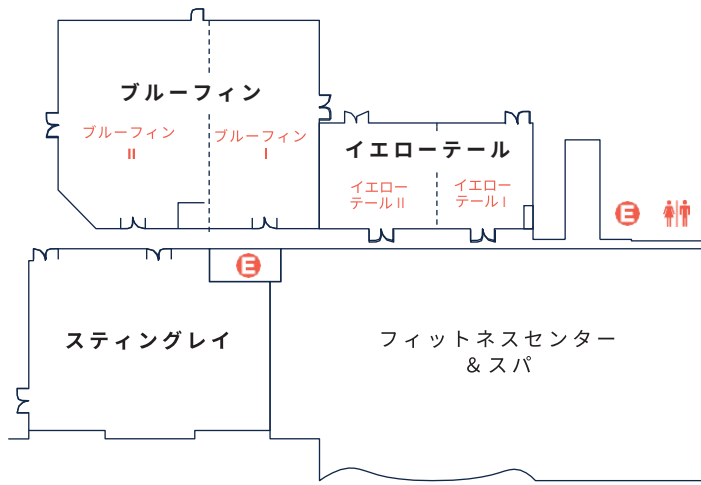 ブルーフィン
ブルーフィン
II
ブルーフィン
I
イエローテール
イエロー
テール II
イエロー
テール I
E
E
スティングレイ
フィットネスセンター
& スパ